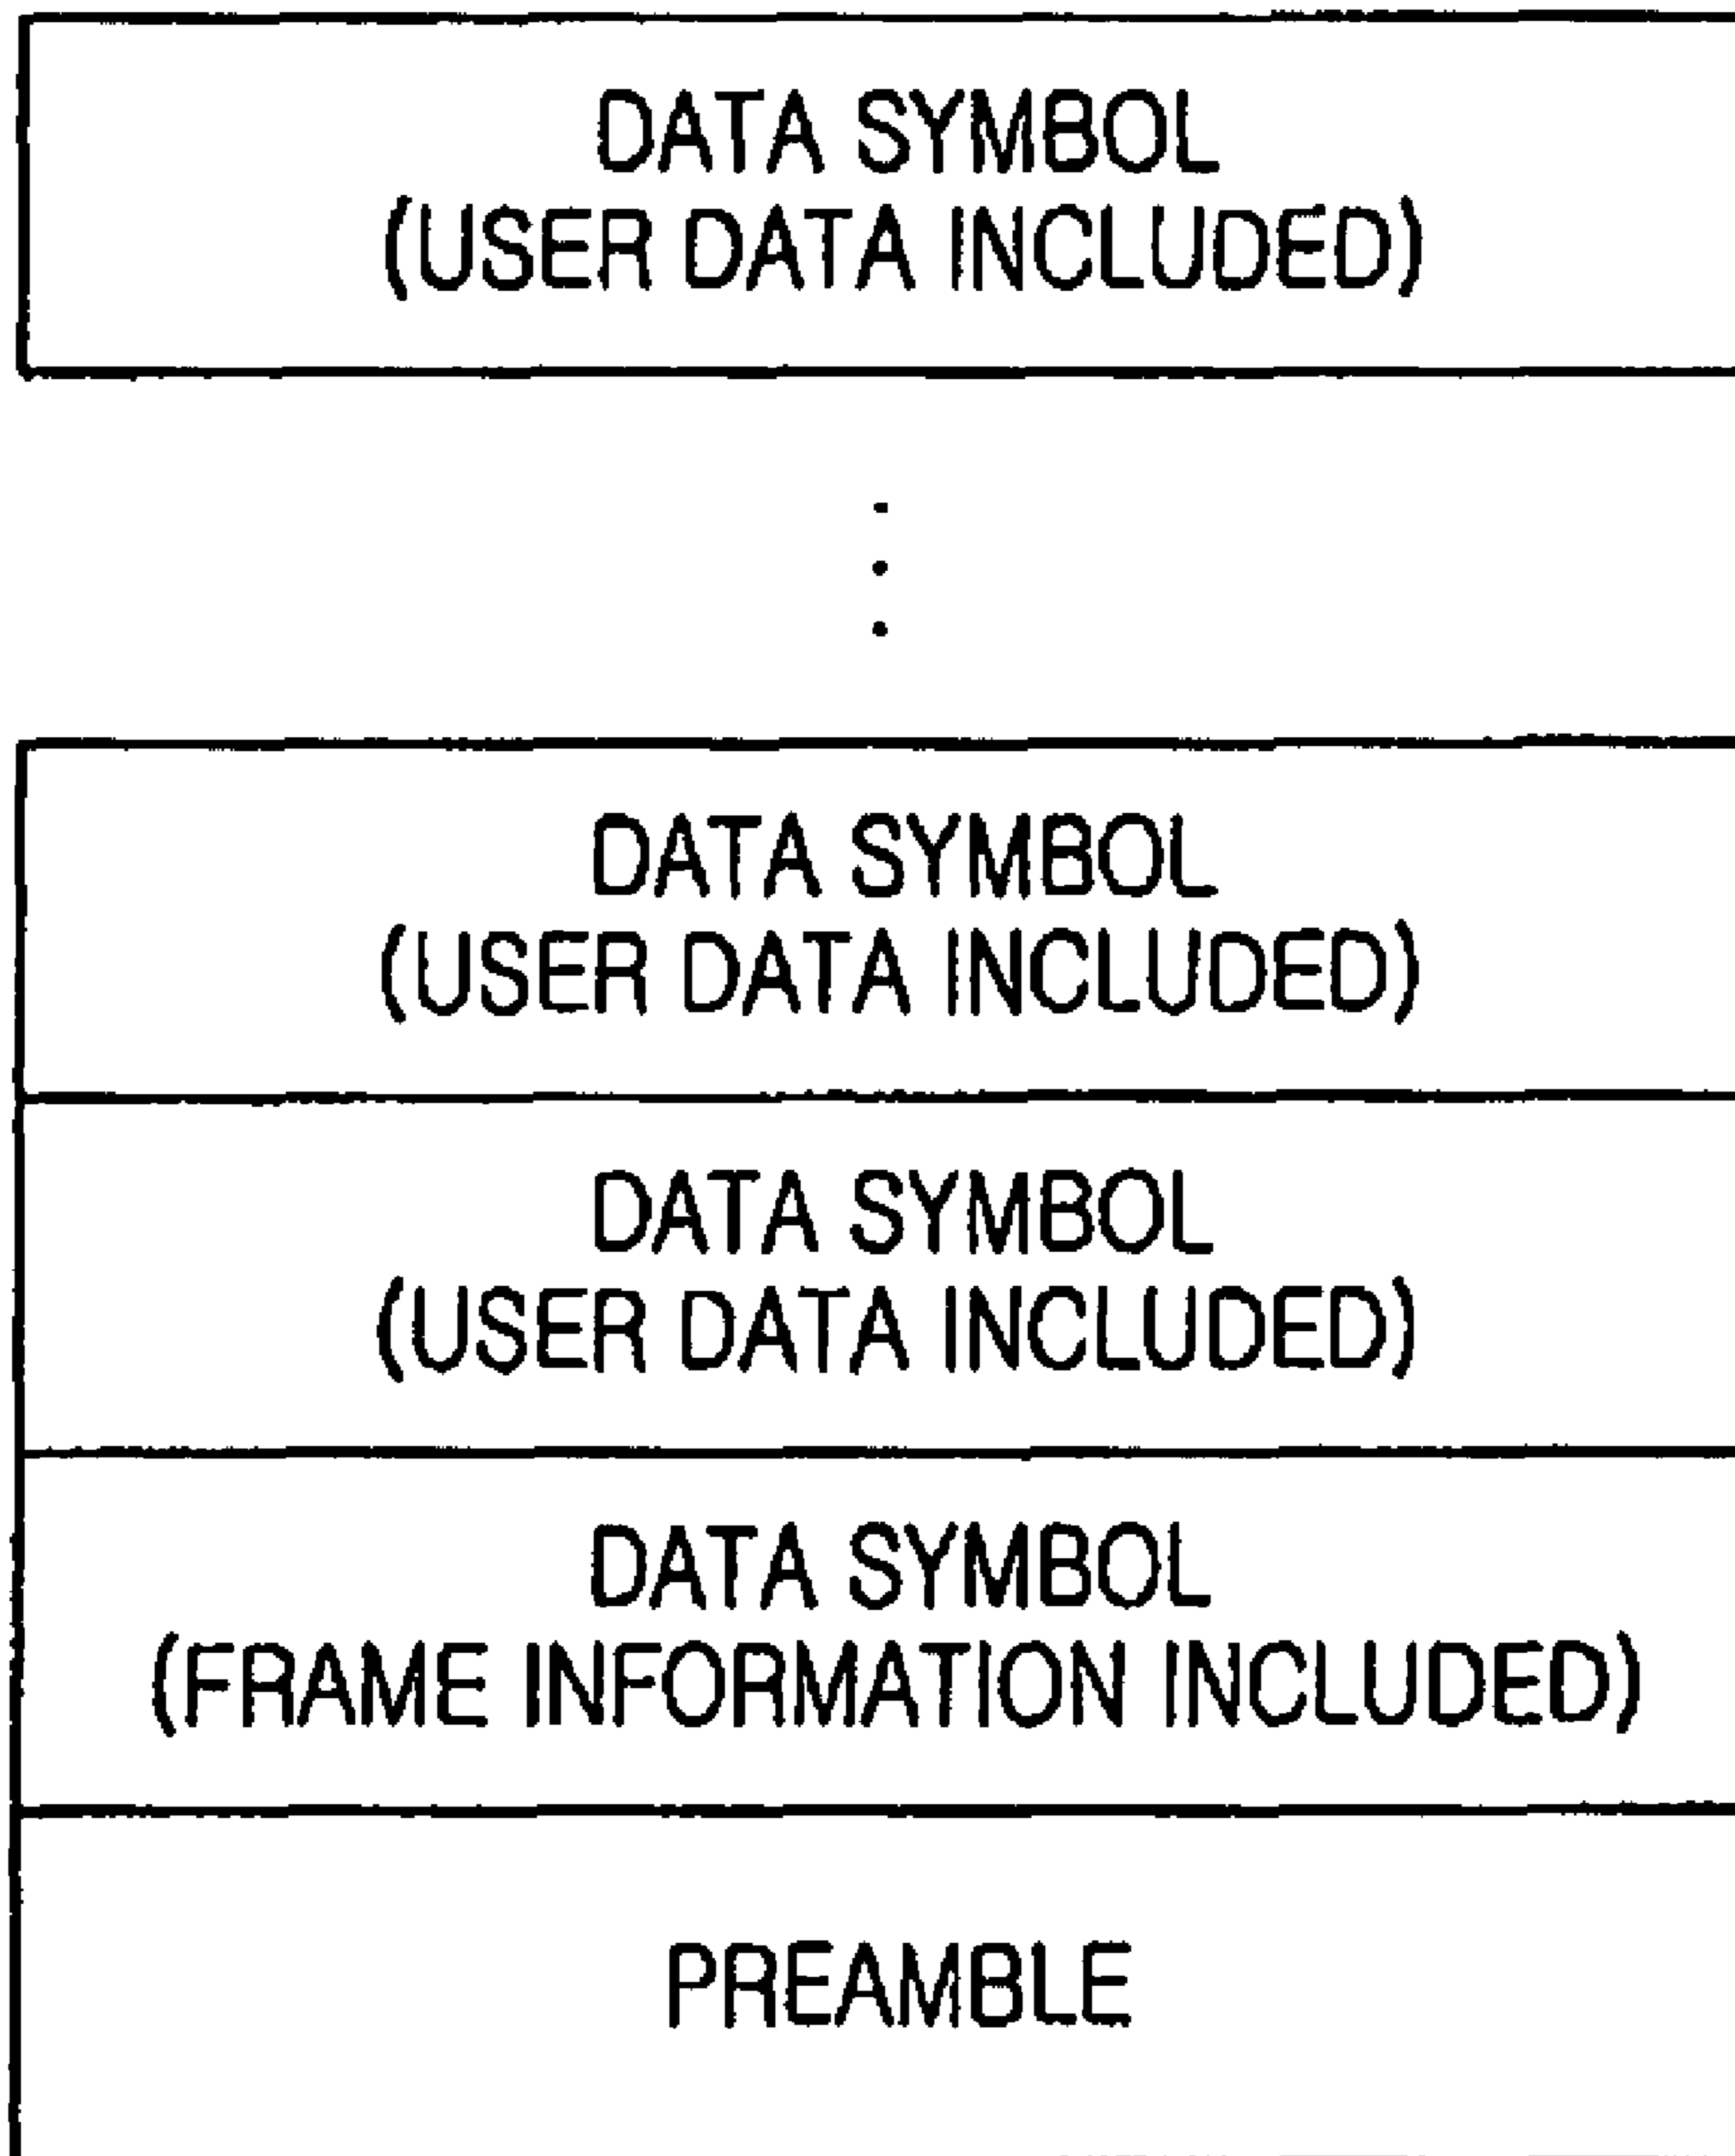 DATA SYMBOL
(USER DATA INCLUDED)
DATA SYMBOL
(USER DATA INCLUDED)
DATA SYMBOL
(USER DATA INCLUDED)
DATA SYMBOL
(FRAME INFORMATION INCLUDED)
PREAMBLE